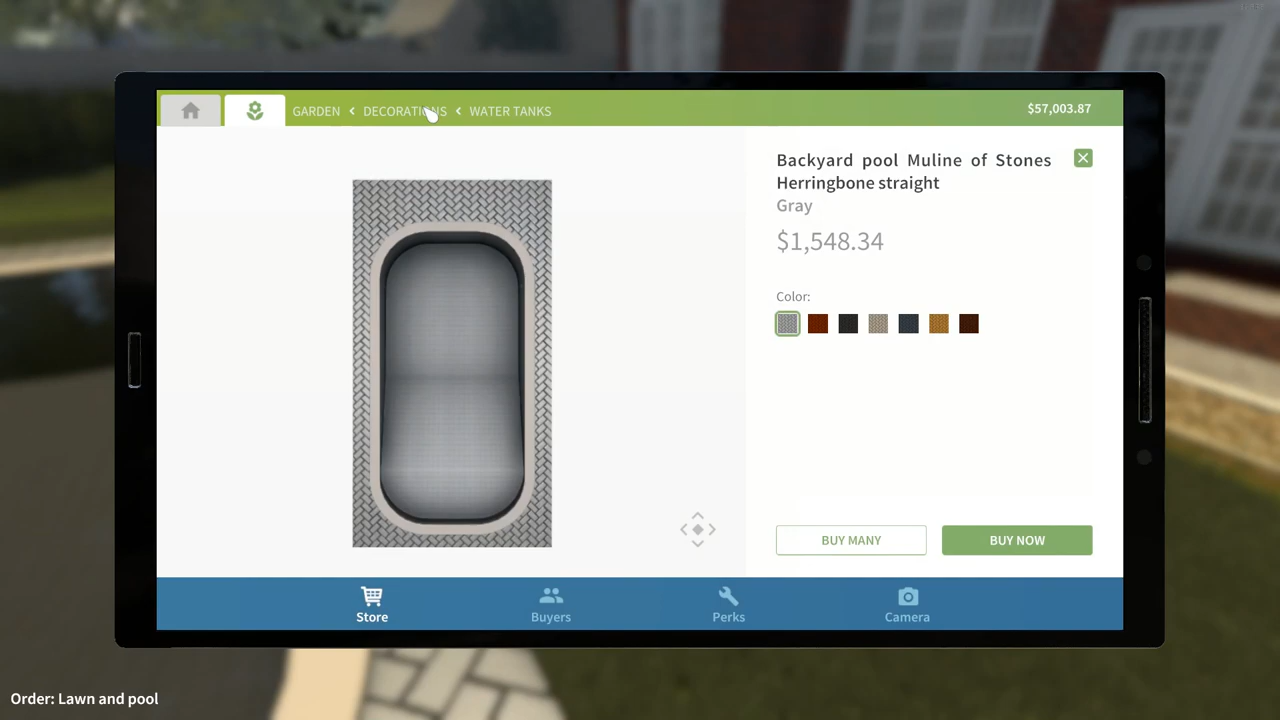 GARDEN < DECORATIONS < WATER TANKS
$57,003.87
Backyard pool Muline of Stones
Herringbone straight
Gray
$1,548.34
Color:
BUY MANY
BUY NOW
Store
Buyers
Perks
Camera
Order: Lawn and pool